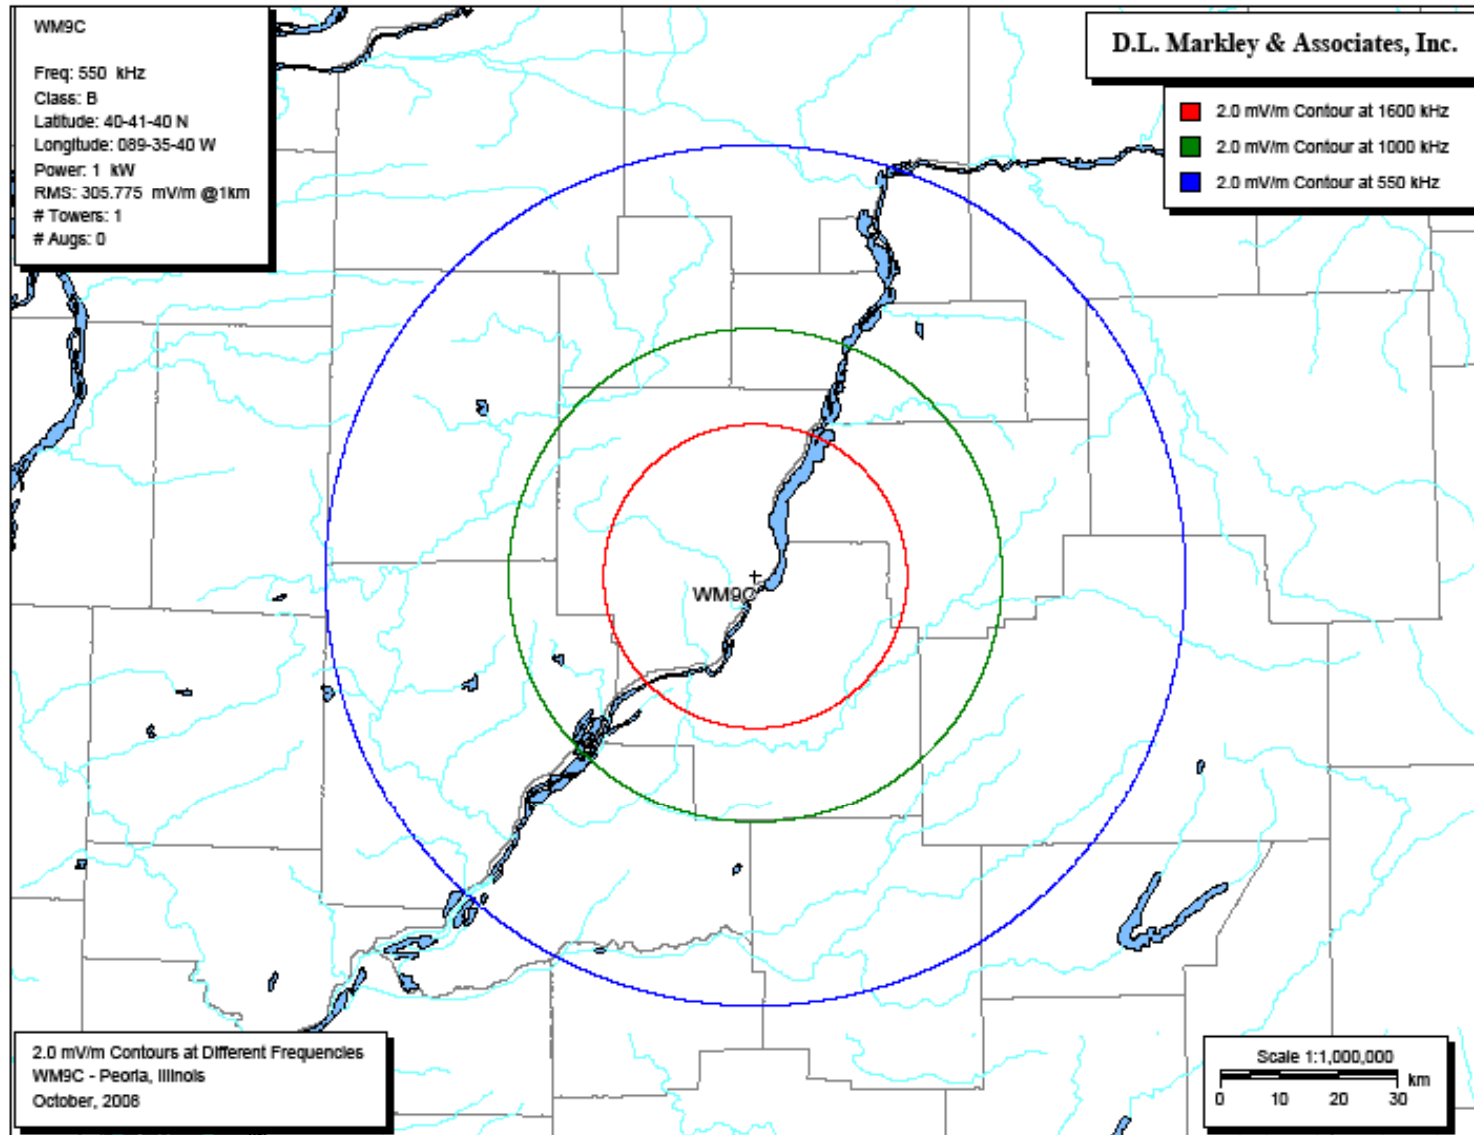 WM9C
Freq: 550 kHz
Class: B
Latitude: 40-41-40 N
Longitude: 089-35-40 W
Power: 1 kW
RMS: 305.775 mV/m @1km
# Towers: 1
# Augs: 0
D.L. Markley & Associates, Inc.
2.0 mV/m Contour at 1600 kHz
2.0 mV/m Contour at 1000 kHz
2.0 mV/m Contour at 550 kHz
WM9C
2.0 mV/m Contours at Different Frequencies
WM9C - Peoria, Illinois
October, 2008
Scale 1:1,000,000
km
0 10 20 30